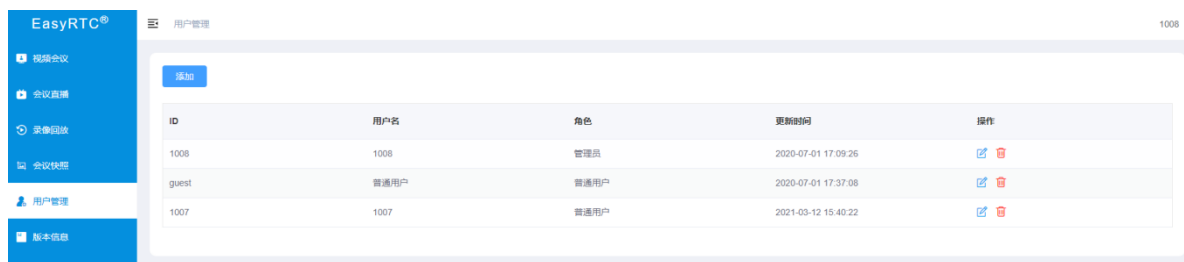 EasyRTC®
用户管理
1008
视频会议
会议直播
录像回放
会议快照
用户管理
版本信息
添加
ID 用户名 角色 更新时间 操作
1008 1008 管理员 2020-07-01 17:09:26
guest 普通用户 普通用户 2020-07-01 17:37:08
1007 1007 普通用户 2021-03-12 15:40:22